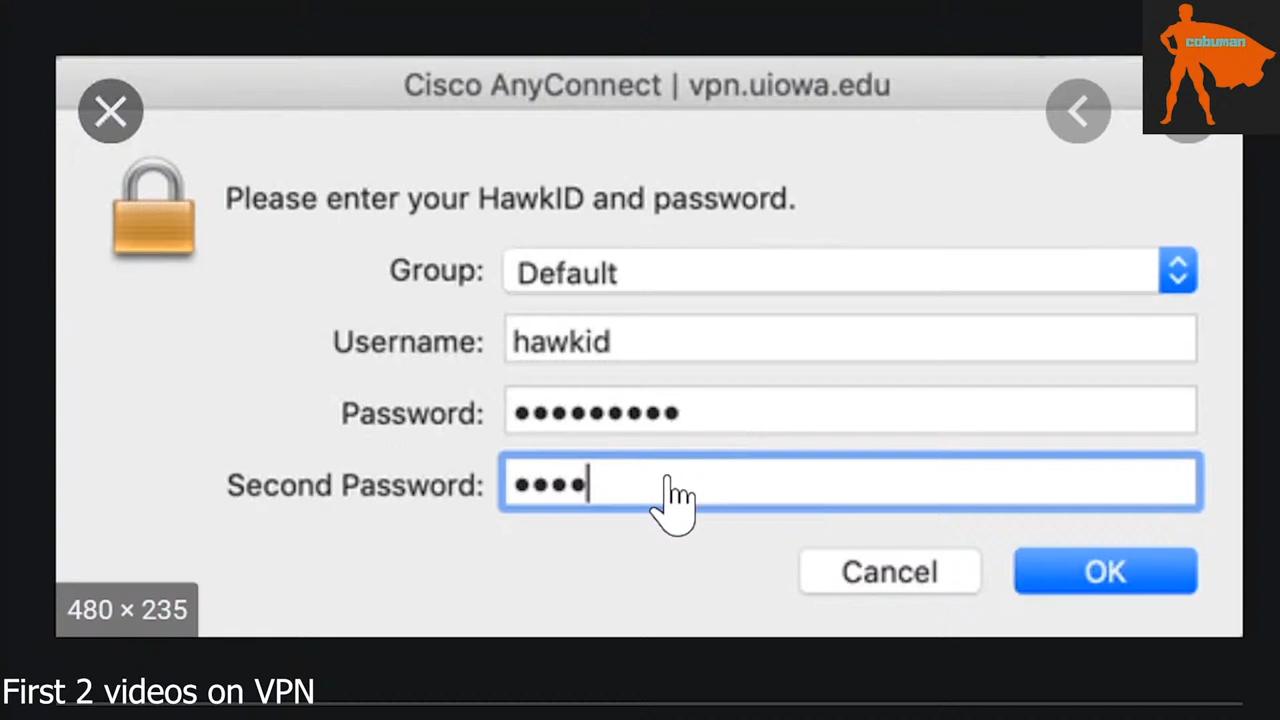 cobuman
Cisco AnyConnect | vpn.uiowa.edu
Please enter your HawkID and password.
Group: Default
Username: hawkid
Password: •••••••••
Second Password: ••••
Cancel OK
480 × 235
First 2 videos on VPN